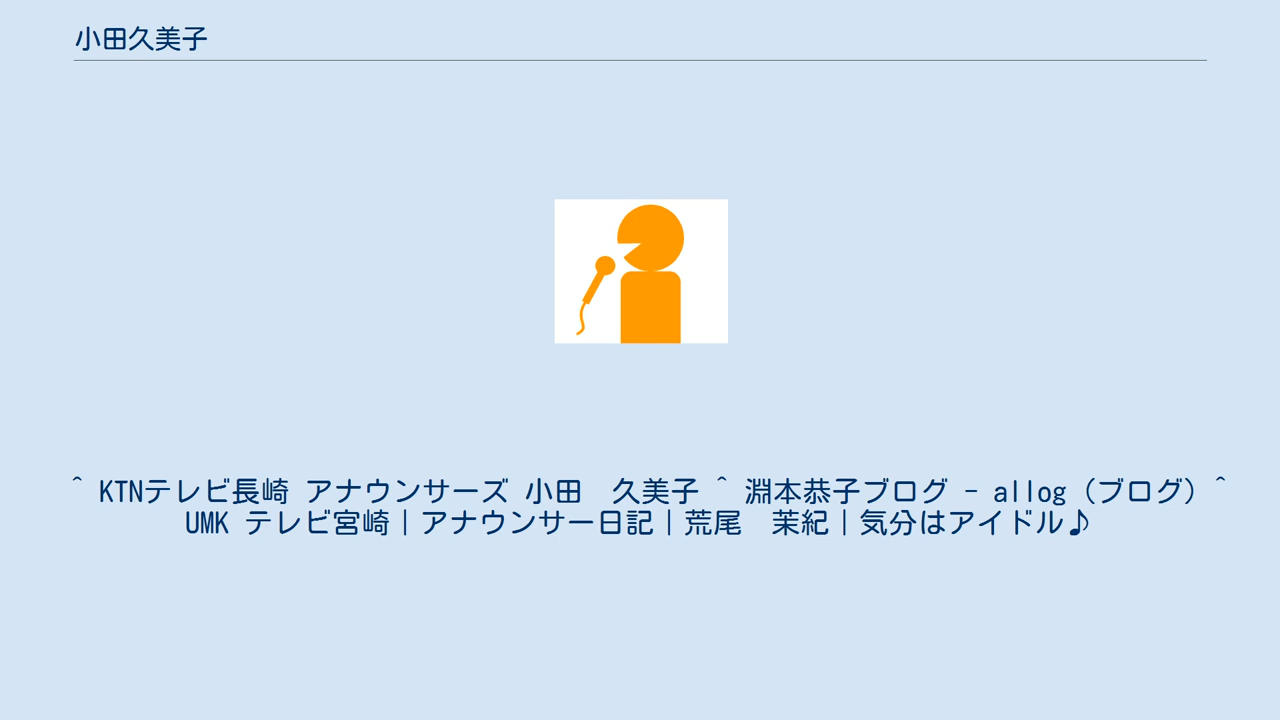 小田久美子
^ KTNテレビ長崎 アナウンサーズ 小田　久美子 ^ 淵本恭子ブログ - allog（ブログ） ^
UMK テレビ宮崎｜アナウンサー日記｜荒尾　茉紀｜気分はアイドル♪